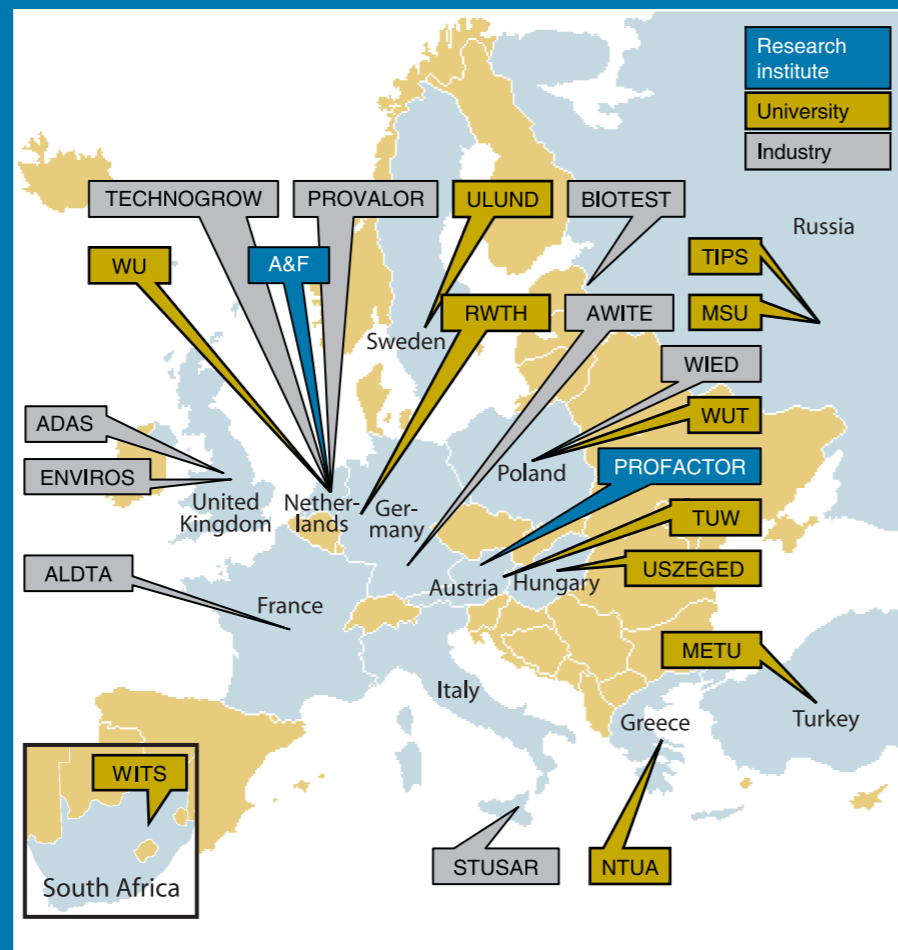 Research
institute
University
Industry
TECHNOGROW
PROVALOR
ULUND
BIOTEST
Russia
WU
A&F
TIPS
RWTH
AWITE
MSU
Sweden
WIED
ADAS
WUT
ENVIROS
Poland
PROFACTOR
United
Kingdom
Nether-
lands
Ger-
many
TUW
ALDTA
Austria
Hungary
USZEGED
France
METU
Italy
Greece
Turkey
WITS
STUSAR
NTUA
South Africa